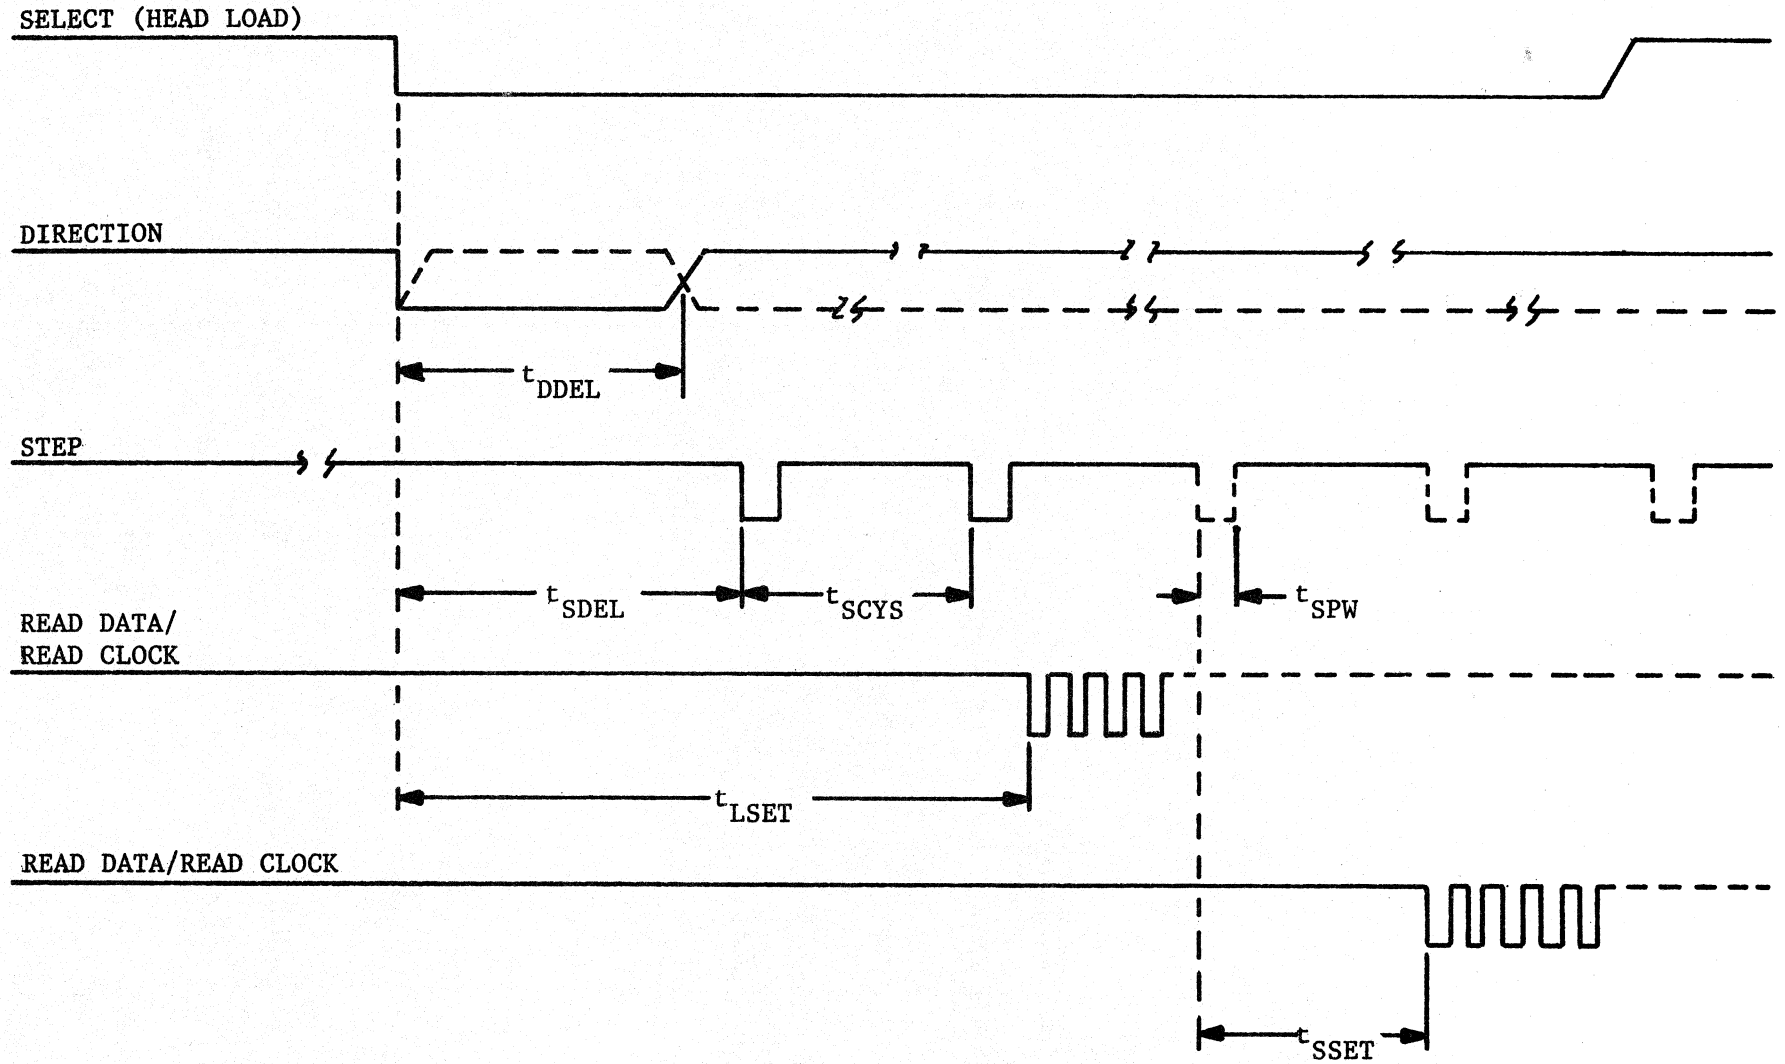 SELECT (HEAD LOAD)
DIRECTION
tDDEL
STEP
tSDEL
tSCYS
tSPW
READ DATA/
READ CLOCK
tLSET
READ DATA/READ CLOCK
tSSET